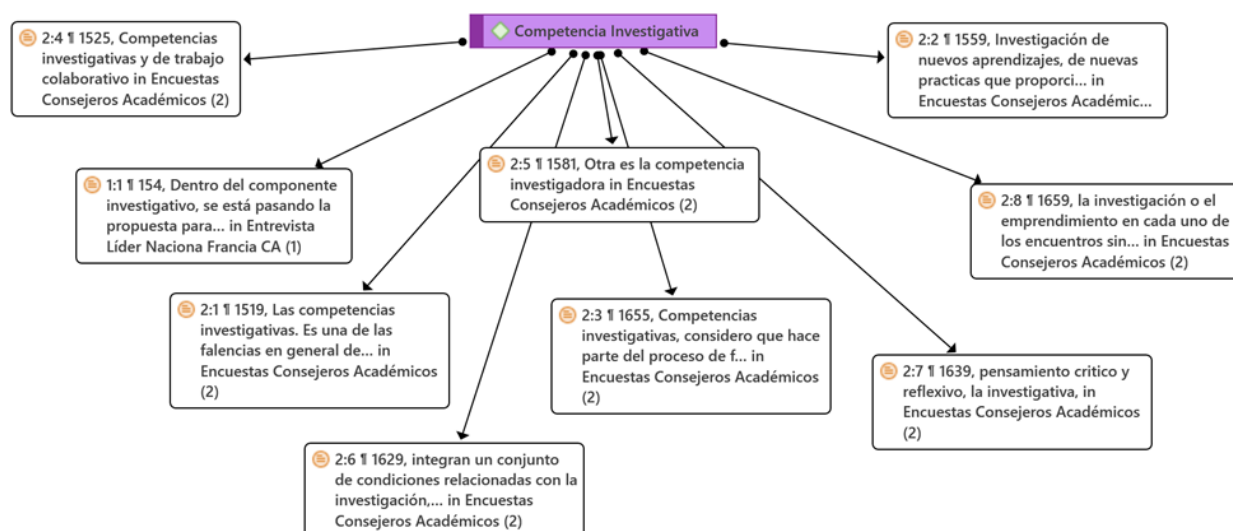 Competencia Investigativa
2:4 ¶ 1525, Competencias
investigativas y de trabajo
colaborativo in Encuestas
Consejeros Académicos (2)
2:2 ¶ 1559, Investigación de
nuevos aprendizajes, de nuevas
practicas que proporci... in
Encuestas Consejeros Académic...
1:1 ¶ 154, Dentro del componente
investigativo, se está pasando la
propuesta para... in Entrevista
Líder Naciona Francia CA (1)
2:5 ¶ 1581, Otra es la competencia
investigadora in Encuestas
Consejeros Académicos (2)
2:8 ¶ 1659, la investigación o el
emprendimiento en cada uno de
los encuentros sin... in Encuestas
Consejeros Académicos (2)
2:1 ¶ 1519, Las competencias
investigativas. Es una de las
falencias en general de... in
Encuestas Consejeros Académicos
(2)
2:3 ¶ 1655, Competencias
investigativas, considero que hace
parte del proceso de f... in
Encuestas Consejeros Académicos
(2)
2:7 ¶ 1639, pensamiento critico y
reflexivo, la investigativa, in
Encuestas Consejeros Académicos
(2)
2:6 ¶ 1629, integran un conjunto
de condiciones relacionadas con la
investigación,... in Encuestas
Consejeros Académicos (2)